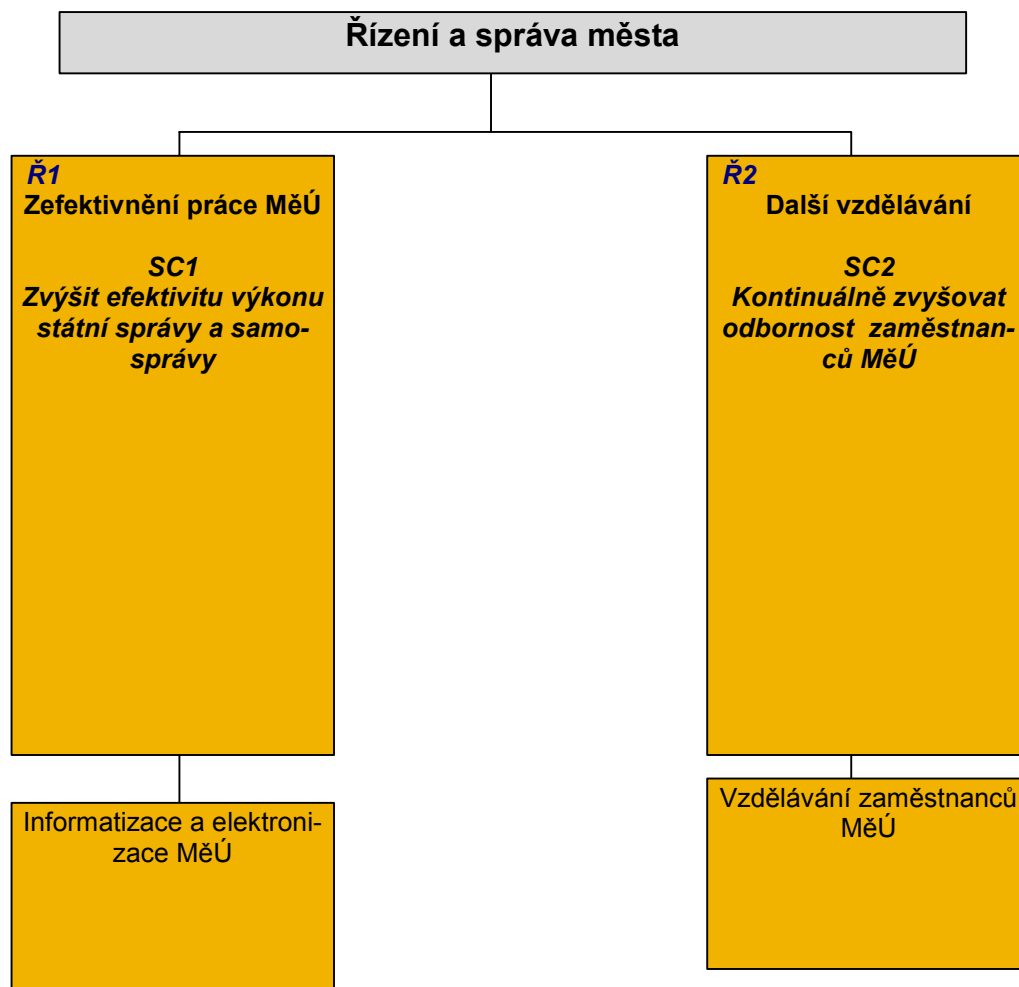 Řízení a správa města
Ř1
Zefektivnění práce MěÚ
SC1
Zvýšit efektivitu výkonu
státní správy a samo-
správy
Ř2
Další vzdělávání
SC2
Kontinuálně zvyšovat
odbornost  zaměstnan-
ců MěÚ
Informatizace a elektroni-
zace MěÚ
Vzdělávání zaměstnanců
MěÚ